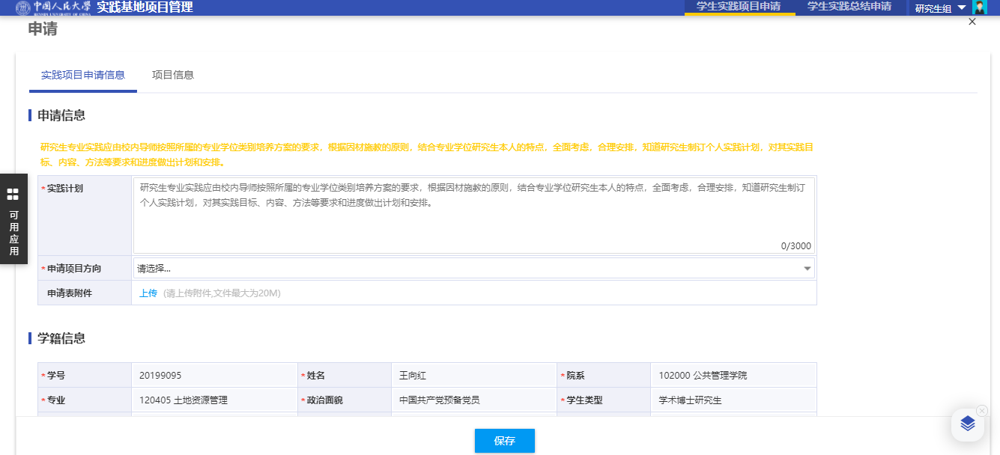 中国人民大学 实践基地项目管理 学生实践项目申请 学生实践总结申请 研究生组
RENMIN UNIVERSITY OF CHINA
申请
实践项目申请信息 项目信息
申请信息
研究生专业实践应由校内导师按照所属的专业学位类别培养方案的要求，根据因材施教的原则，结合专业学位研究生本人的特点，全面考虑，合理安排，知道研究生制订个人实践计划，对其实践目
标、内容、方法等要求和进度做出计划和安排。
*实践计划 研究生专业实践应由校内导师按照所属的专业学位类别培养方案的要求，根据因材施教的原则，结合专业学位研究生本人的特点，全面考虑，合理安排，知道研究生制订
个人实践计划，对其实践目标、内容、方法等要求和进度做出计划和安排。
0/3000
*申请项目方向 请选择...
申请表附件 上传 (请上传附件,文件最大为20M)
可用应用
学籍信息
*学号 20199095 *姓名 王向红 *院系 102000 公共管理学院
*专业 120405 土地资源管理 *政治面貌 中国共产党预备党员 *学生类型 学术博士研究生
保存